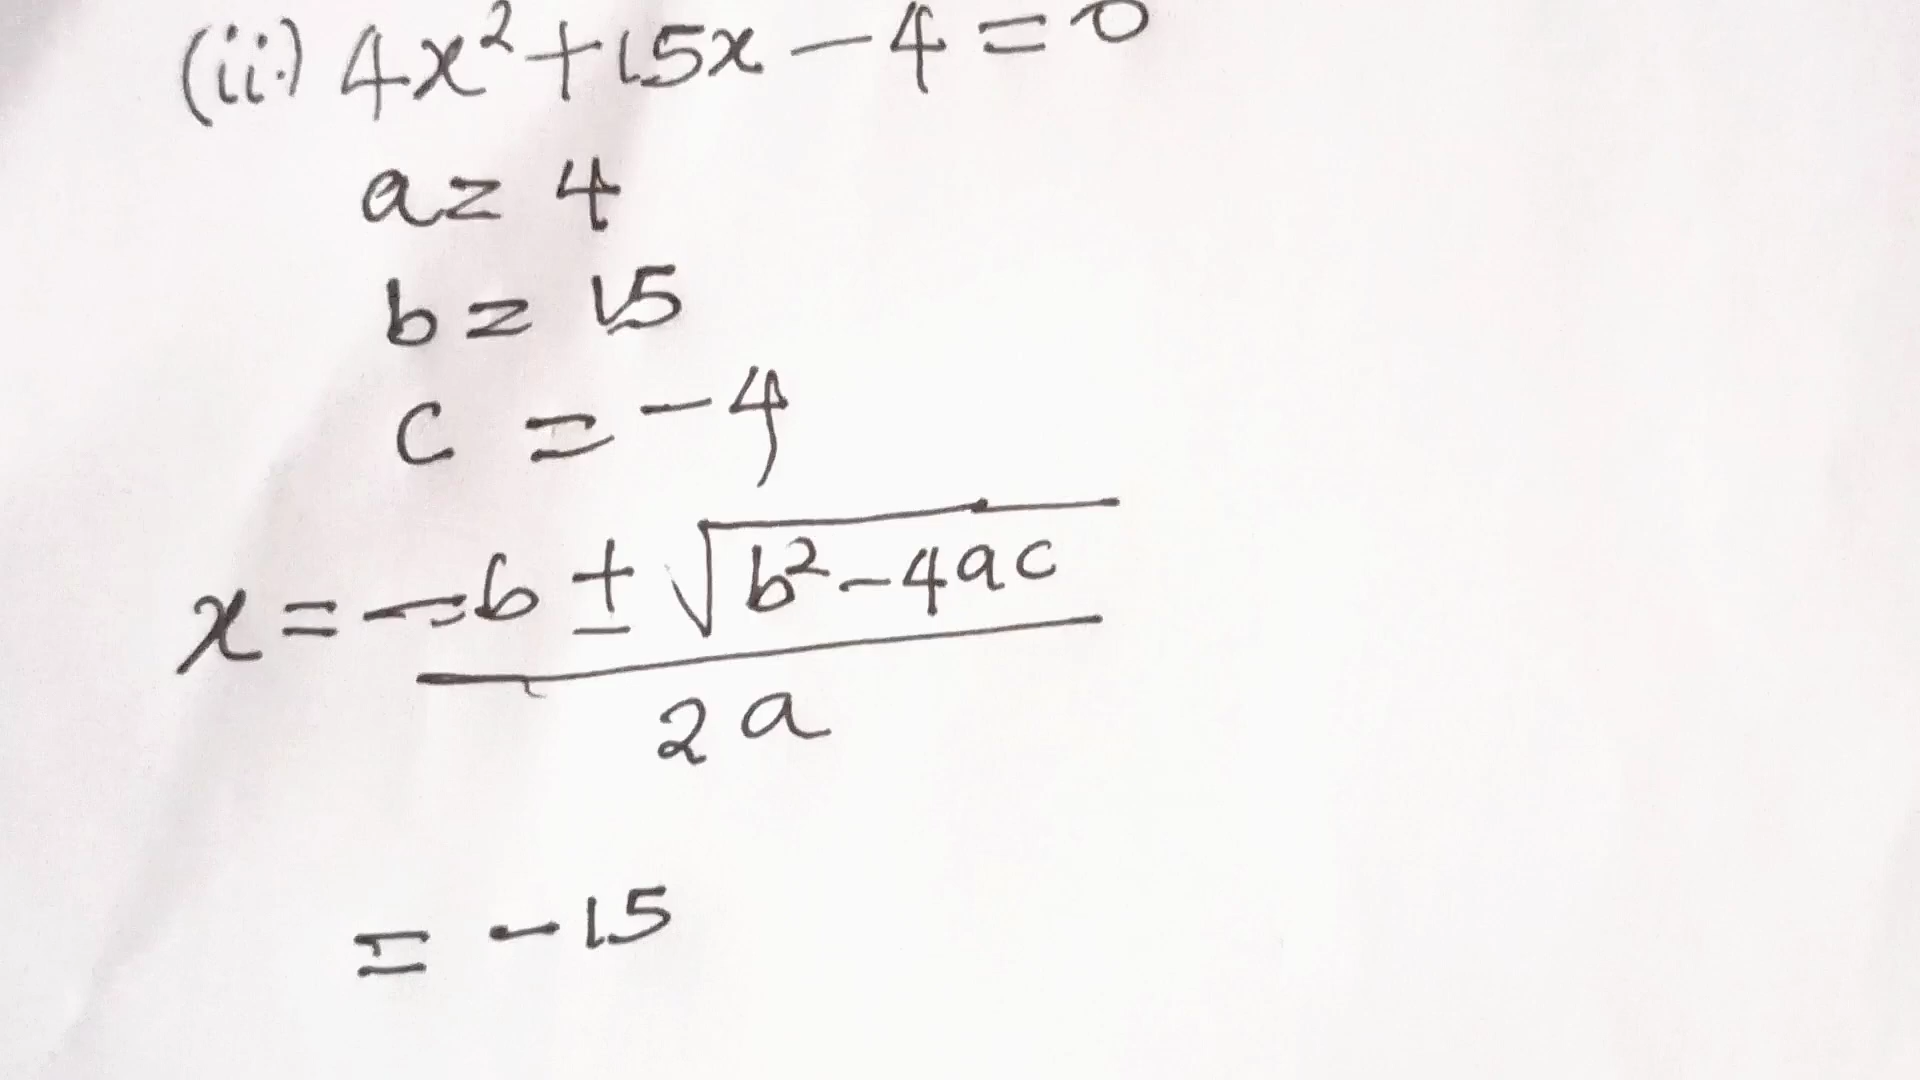 (ii.) 4x² + 15x - 4 = 0
a = 4
b = 15
c = -4
x = -b ± √b² - 4ac
2a
= -15